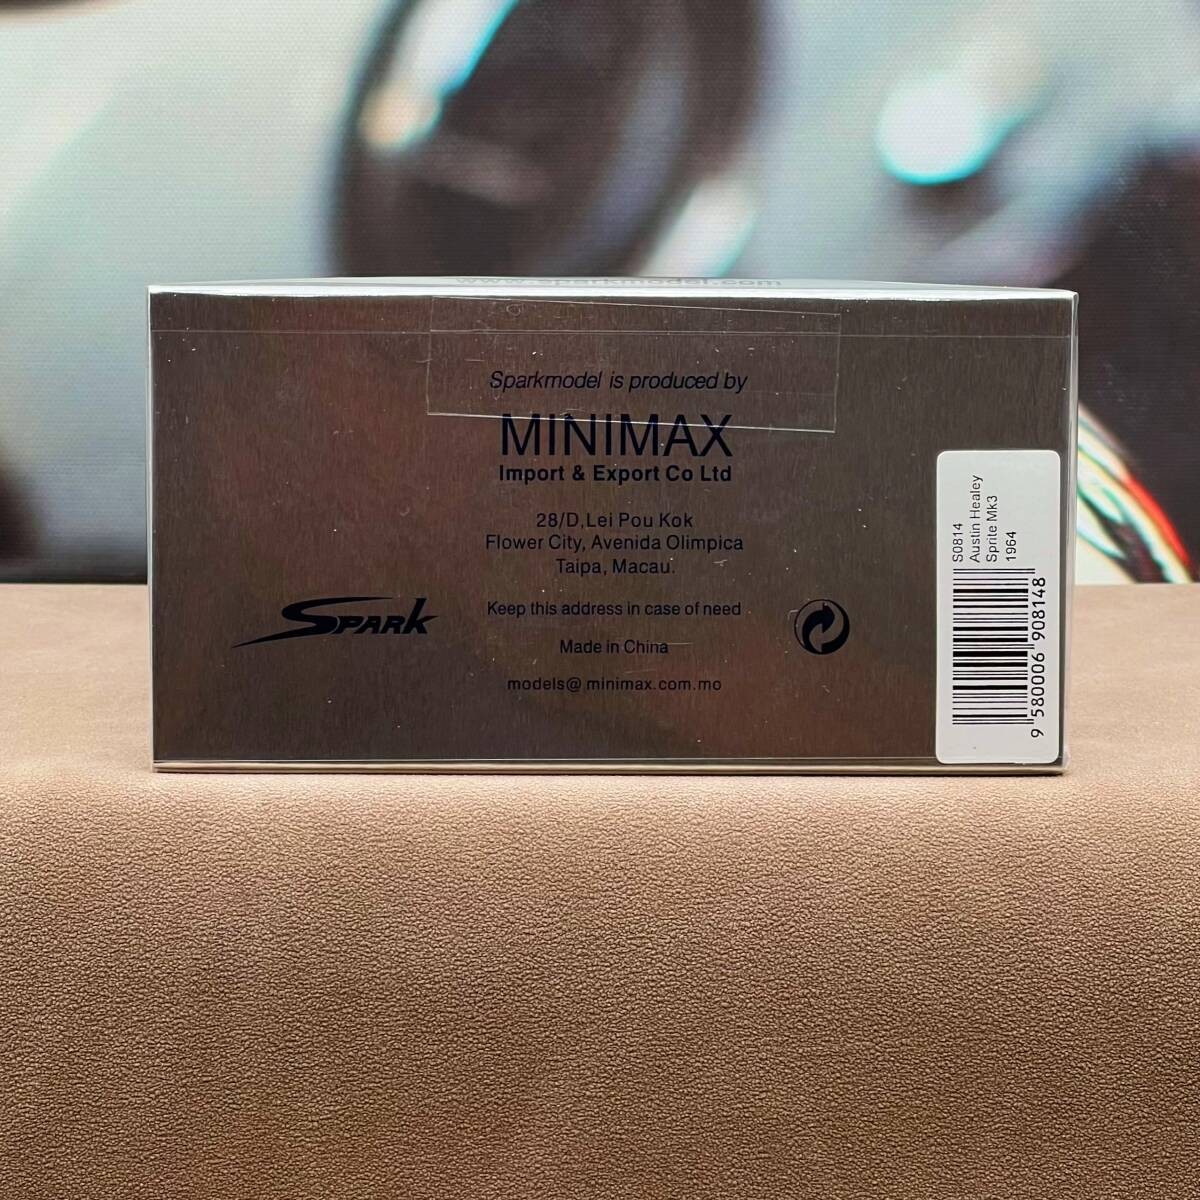 www.sparkmodel.com
Sparkmodel is produced by
MINIMAX
Import & Export Co Ltd
28/D,Lei Pou Kok
Flower City, Avenida Olimpica
Taipa, Macau.
Keep this address in case of need
Made in China
models@minimax.com.mo
SPARK
S0814
Austin Healey
Sprite Mk3
1964
9 580006 908148